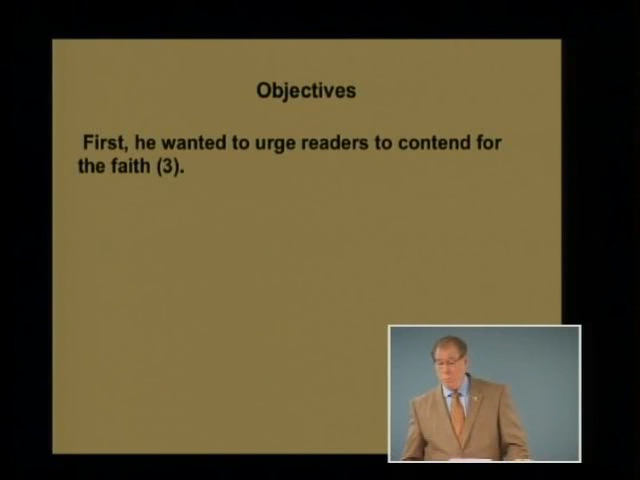 Objectives
First, he wanted to urge readers to contend for
the faith (3).